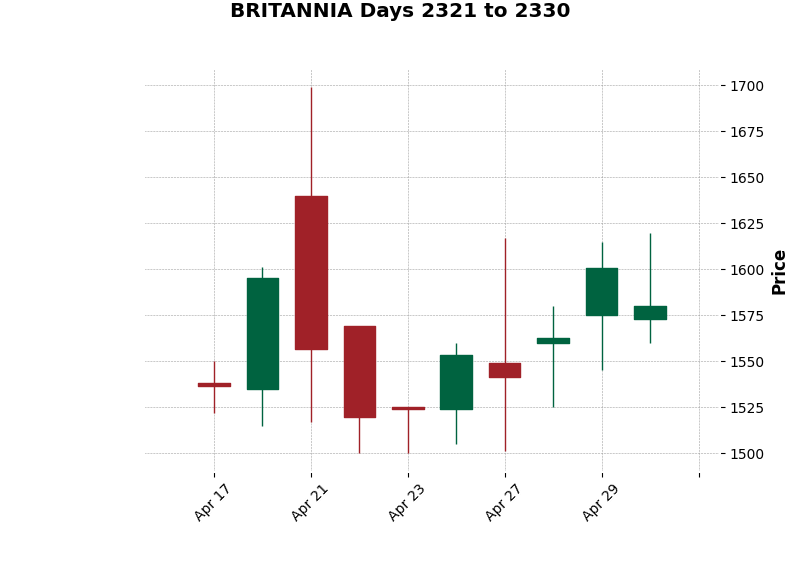 BRITANNIA Days 2321 to 2330
1700
1675
1650
1625
1600
1575
1550
1525
1500
Price
Apr 17
Apr 21
Apr 23
Apr 27
Apr 29